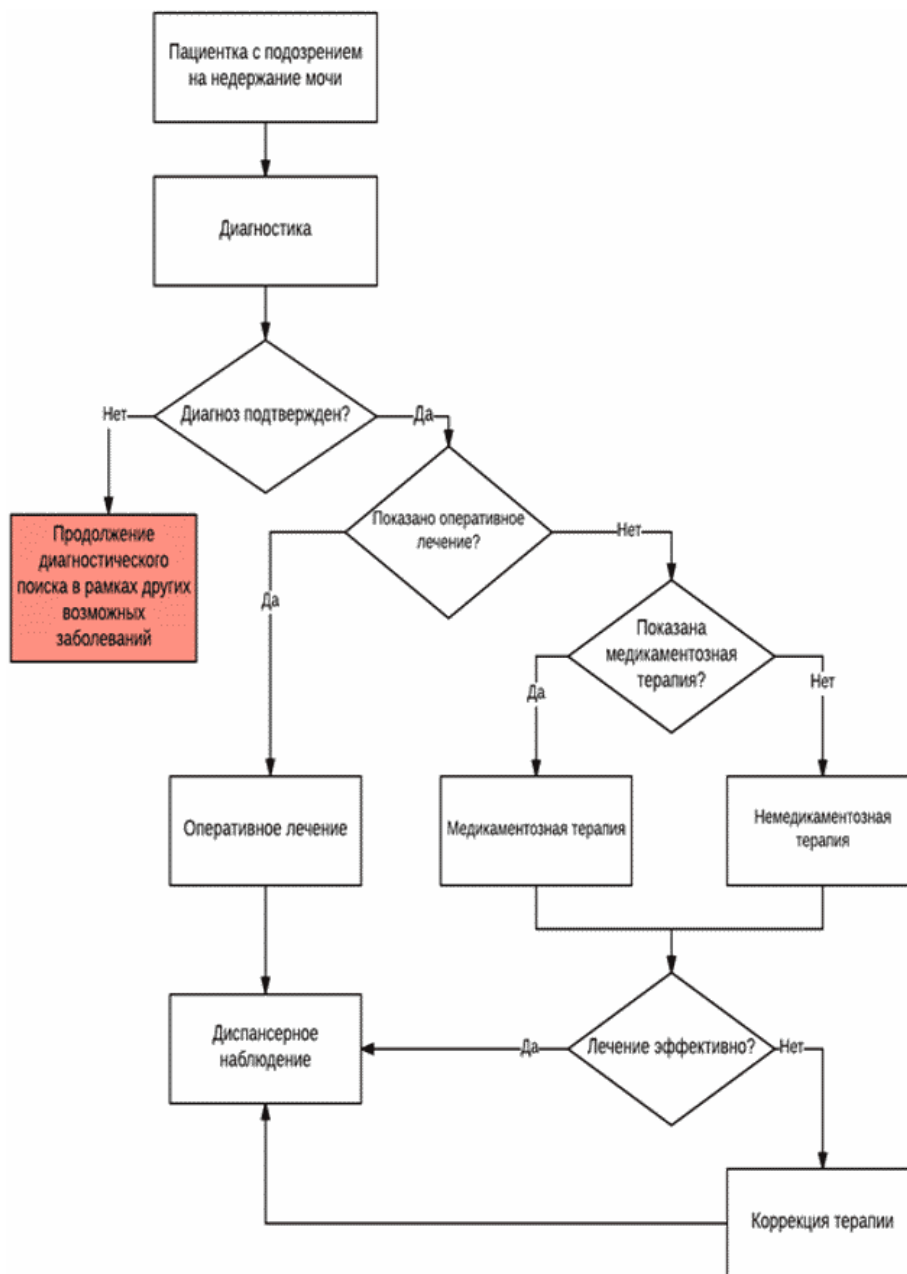 Пациентка с подозрением
на недержание мочи
Диагностика
Диагноз подтвержден?
Нет
Да
Продолжение
диагностического
поиска в рамках других
возможных
заболеваний
Показано оперативное
лечение?
Да
Нет
Показана
медикаментозная
терапия?
Да
Нет
Оперативное лечение
Медикаментозная терапия
Немедикаментозная
терапия
Диспансерное
наблюдение
Да
Лечение эффективно?
Нет
Коррекция терапии